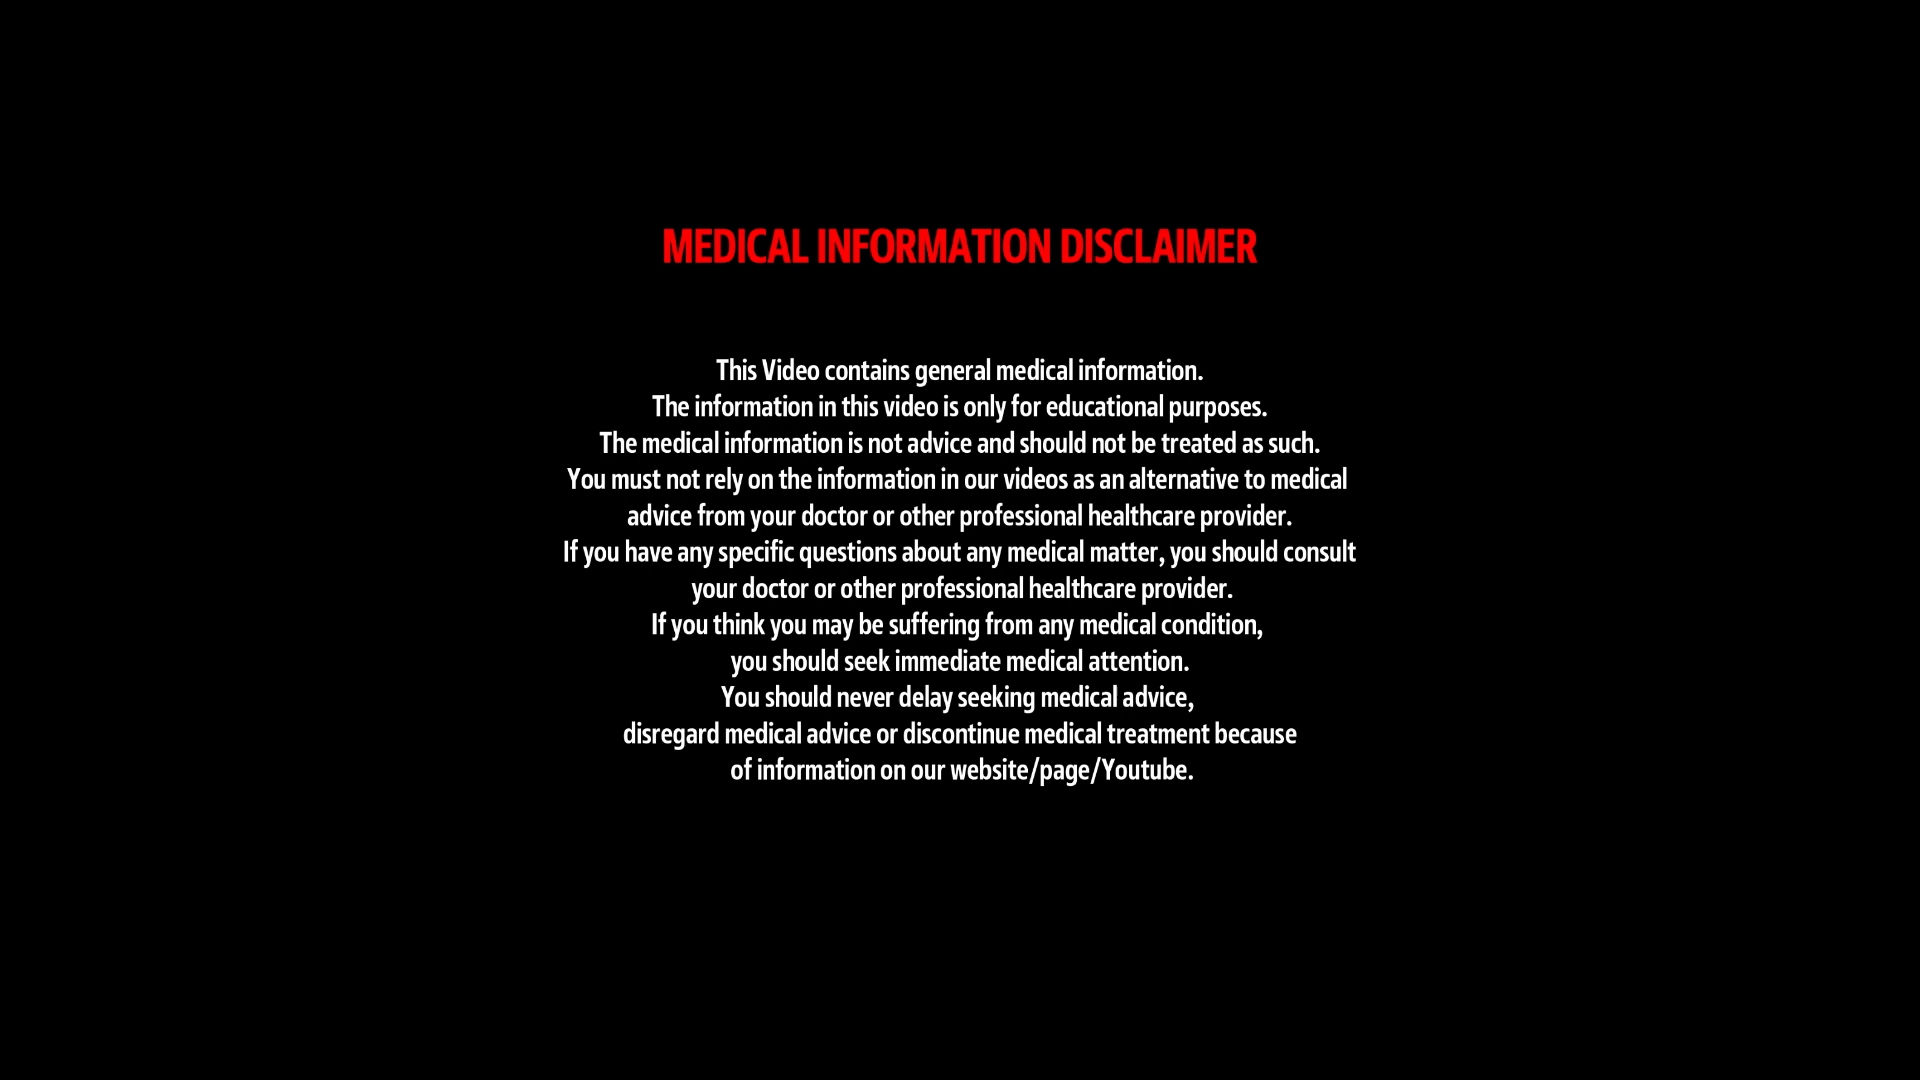 MEDICAL INFORMATION DISCLAIMER
This Video contains general medical information.
The information in this video is only for educational purposes.
The medical information is not advice and should not be treated as such.
You must not rely on the information in our videos as an alternative to medical
advice from your doctor or other professional healthcare provider.
If you have any specific questions about any medical matter, you should consult
your doctor or other professional healthcare provider.
If you think you may be suffering from any medical condition,
you should seek immediate medical attention.
You should never delay seeking medical advice,
disregard medical advice or discontinue medical treatment because
of information on our website/page/Youtube.